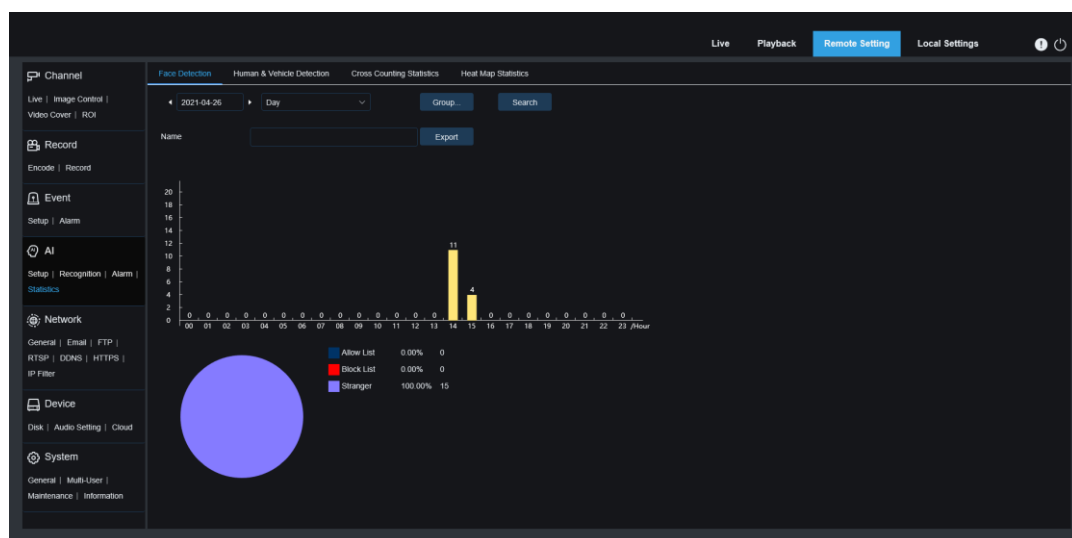 Live Playback Remote Setting Local Settings
Channel
Live | Image Control |
Video Cover | ROI
Record
Encode | Record
Event
Setup | Alarm
AI
Setup | Recognition | Alarm |
Statistics
Network
General | Email | FTP |
RTSP | DDNS | HTTPS |
IP Filter
Device
Disk | Audio Setting | Cloud
System
General | Multi-User |
Maintenance | Information
Face Detection Human & Vehicle Detection Cross Counting Statistics Heat Map Statistics
2021-04-26 Day Group... Search
Name Export
20
18
16
14
12
10
8
6
4
2
0
0 0 0 0 0 0 0 0 0 0 0 0 0 0 11 4 0 0 0 0 0 0 0 0
00 01 02 03 04 05 06 07 08 09 10 11 12 13 14 15 16 17 18 19 20 21 22 23 /Hour
Allow List 0.00% 0
Block List 0.00% 0
Stranger 100.00% 15